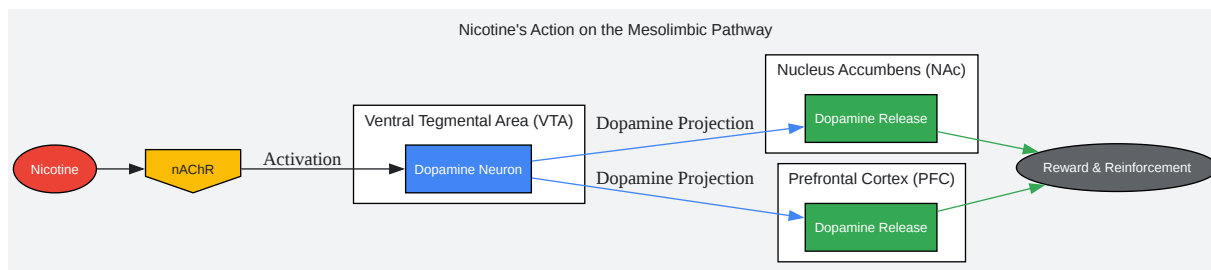 Nicotine's Action on the Mesolimbic Pathway
Nicotine
nAChR
Activation
Ventral Tegmental Area (VTA)
Dopamine Neuron
Dopamine Projection
Dopamine Projection
Nucleus Accumbens (NAc)
Dopamine Release
Prefrontal Cortex (PFC)
Dopamine Release
Reward & Reinforcement